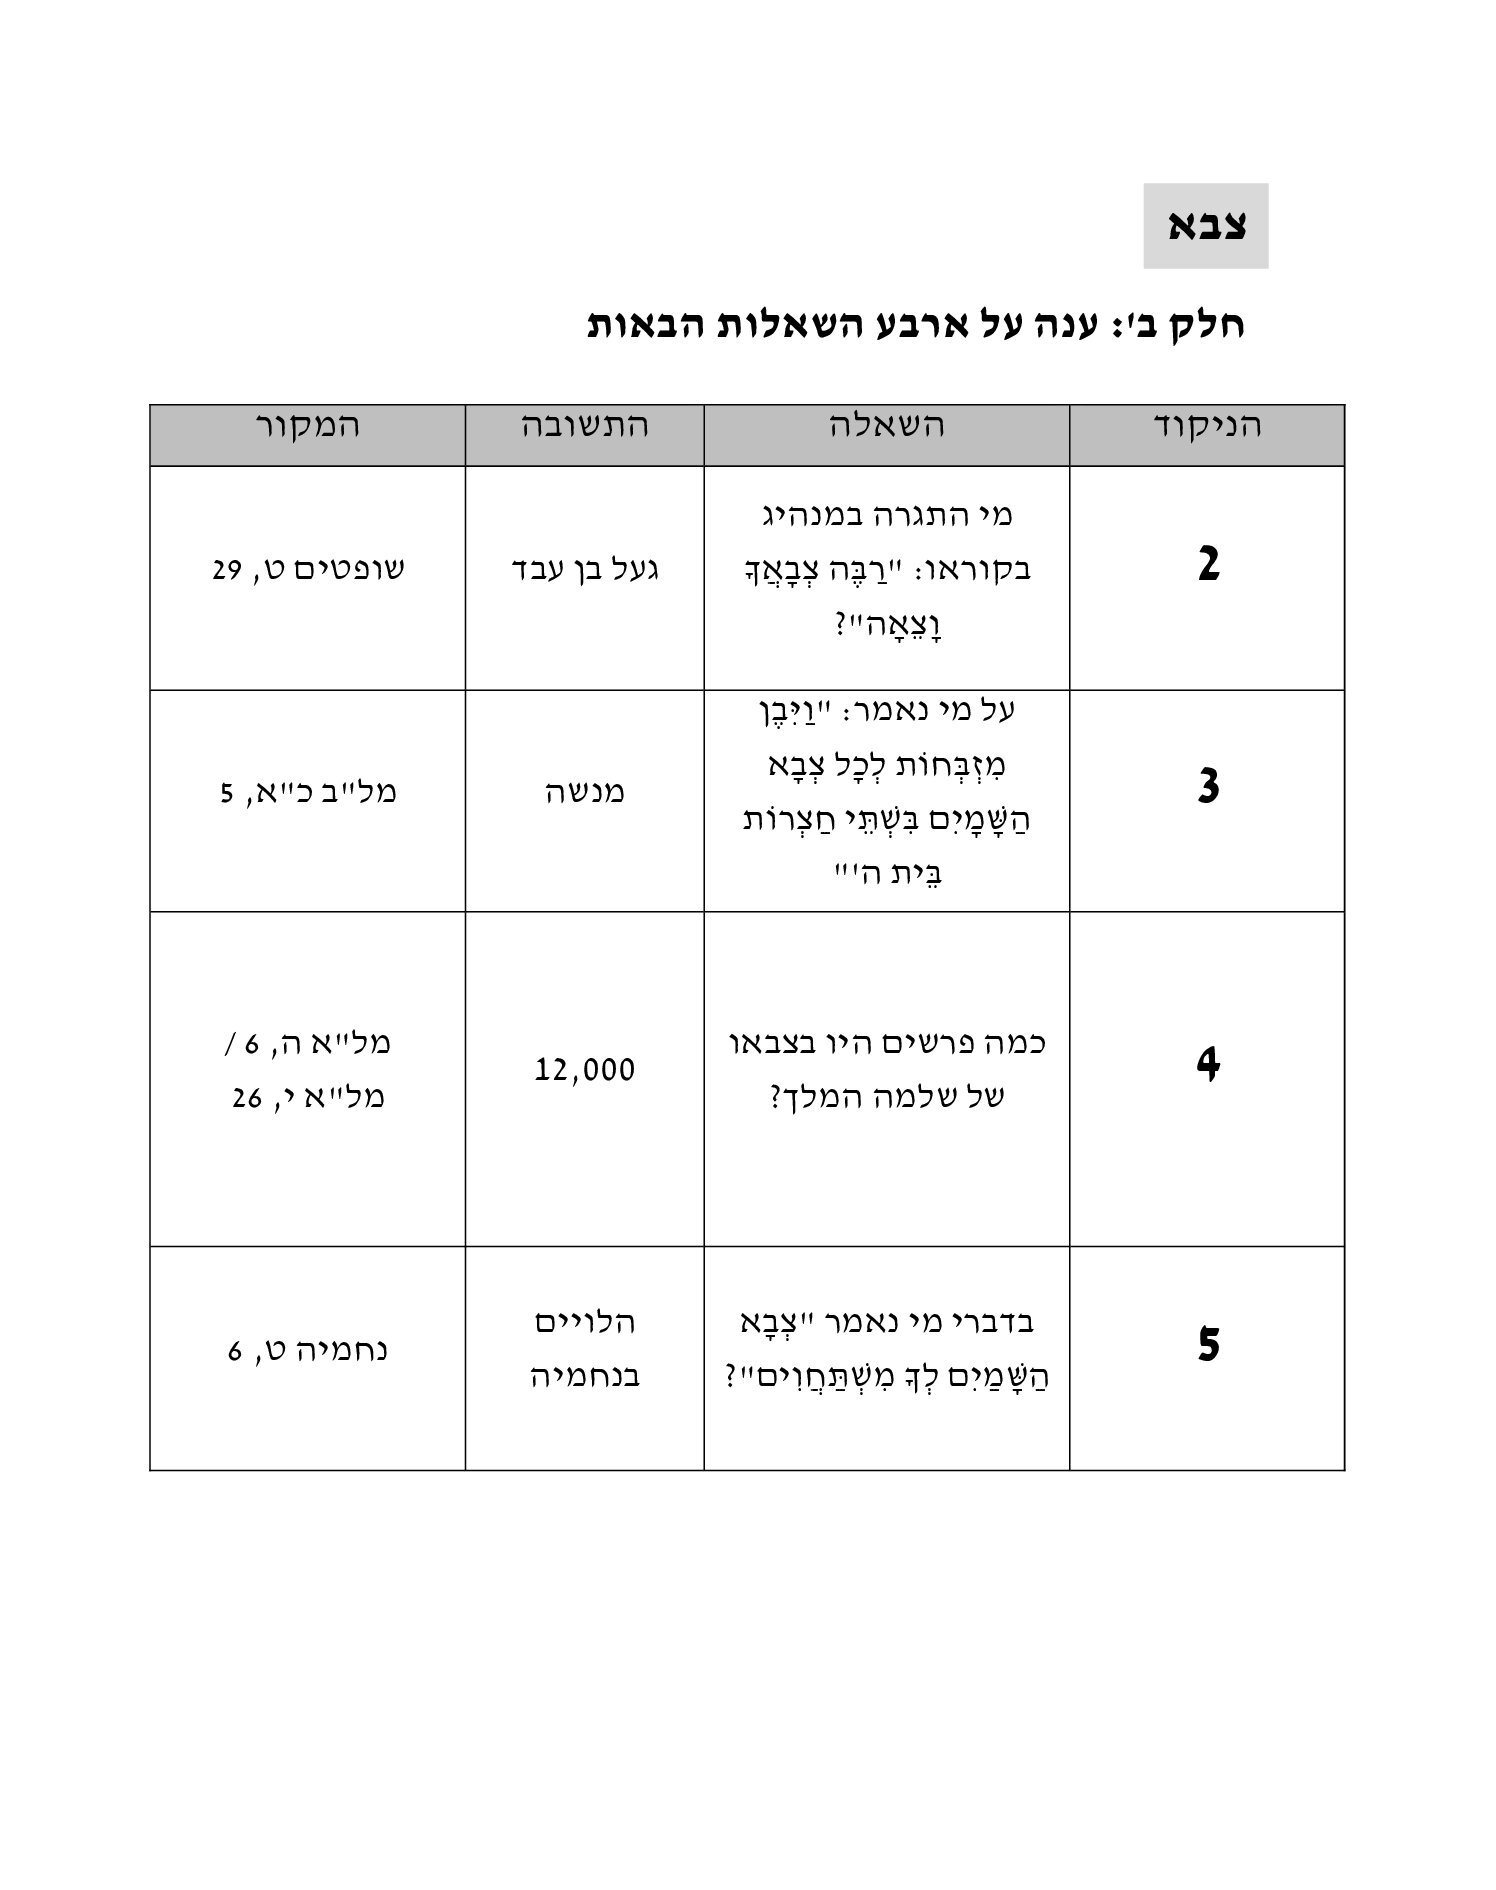 צבא
חלק ב': ענה על ארבע השאלות הבאות
הניקוד השאלה התשובה המקור
2
מי התגרה במנהיג
בקוראו: "רַבֶּה צְבָאֲךָ
וָצֵאָה"?
געל בן עבד
שופטים ט, 29
3
על מי נאמר: "וַיִּבֶן
מִזְבְּחוֹת לְכָל צְבָא
הַשָּׁמָיִם בִּשְׁתֵּי חַצְרוֹת
בֵּית ה'"
מנשה
מל"ב כ"א, 5
4
כמה פרשים היו בצבאו
של שלמה המלך?
12,000
מל"א ה, 6 /
מל"א י, 26
5
בדברי מי נאמר "צְבָא
הַשָּׁמַיִם לְךָ מִשְׁתַּחֲוִים"?
הלויים
בנחמיה
נחמיה ט, 6